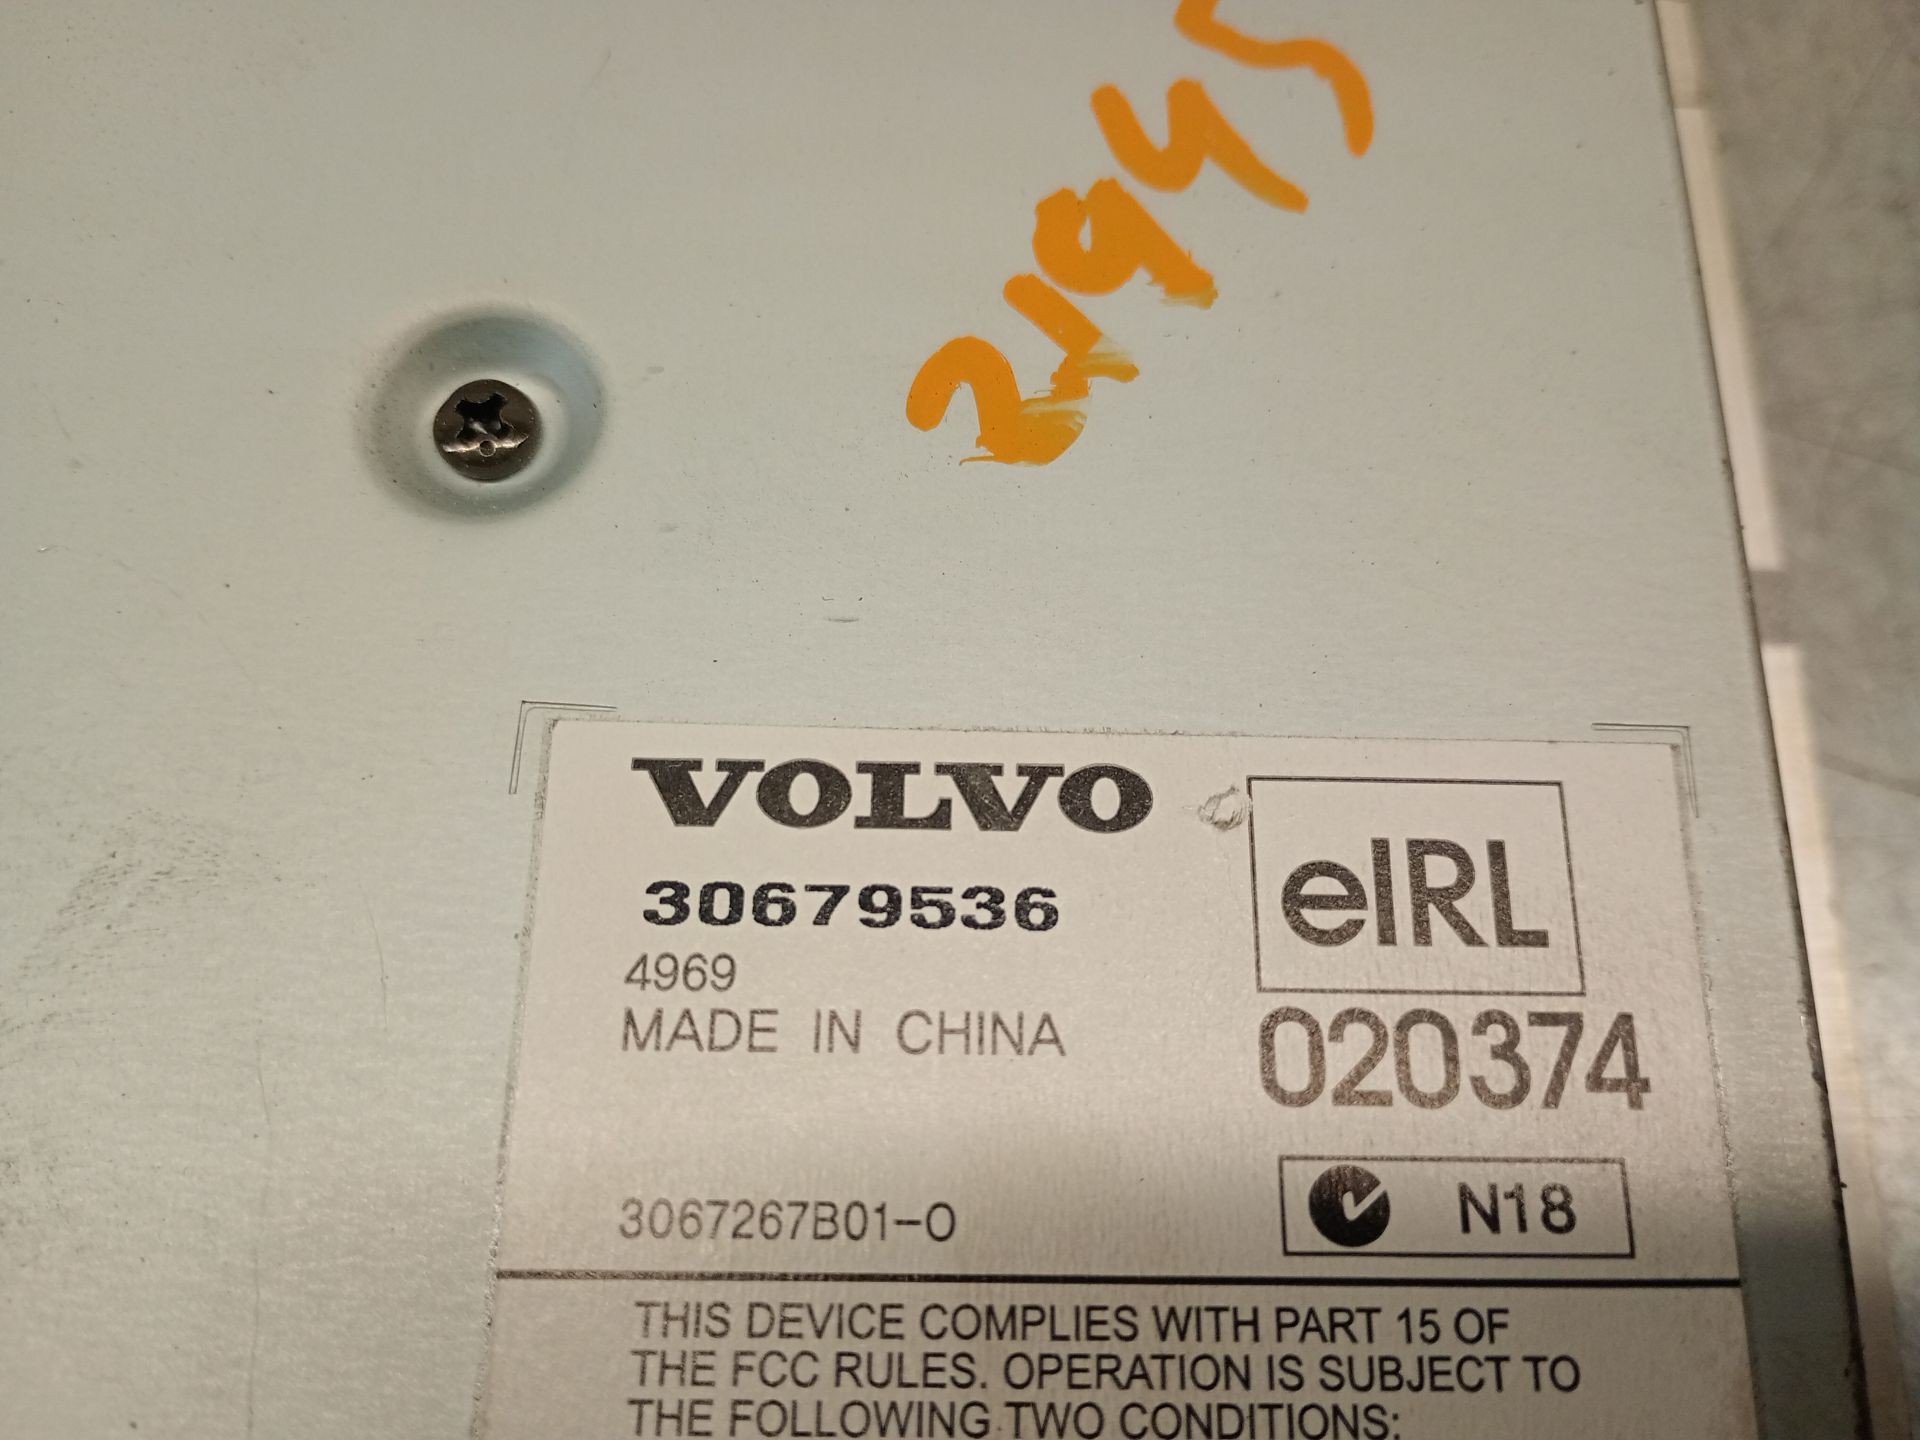 21945
VOLVO
30679536
4969
MADE IN CHINA
eIRL
020374
3067267B01-0
N18
THIS DEVICE COMPLIES WITH PART 15 OF
THE FCC RULES. OPERATION IS SUBJECT TO
THE FOLLOWING TWO CONDITIONS: